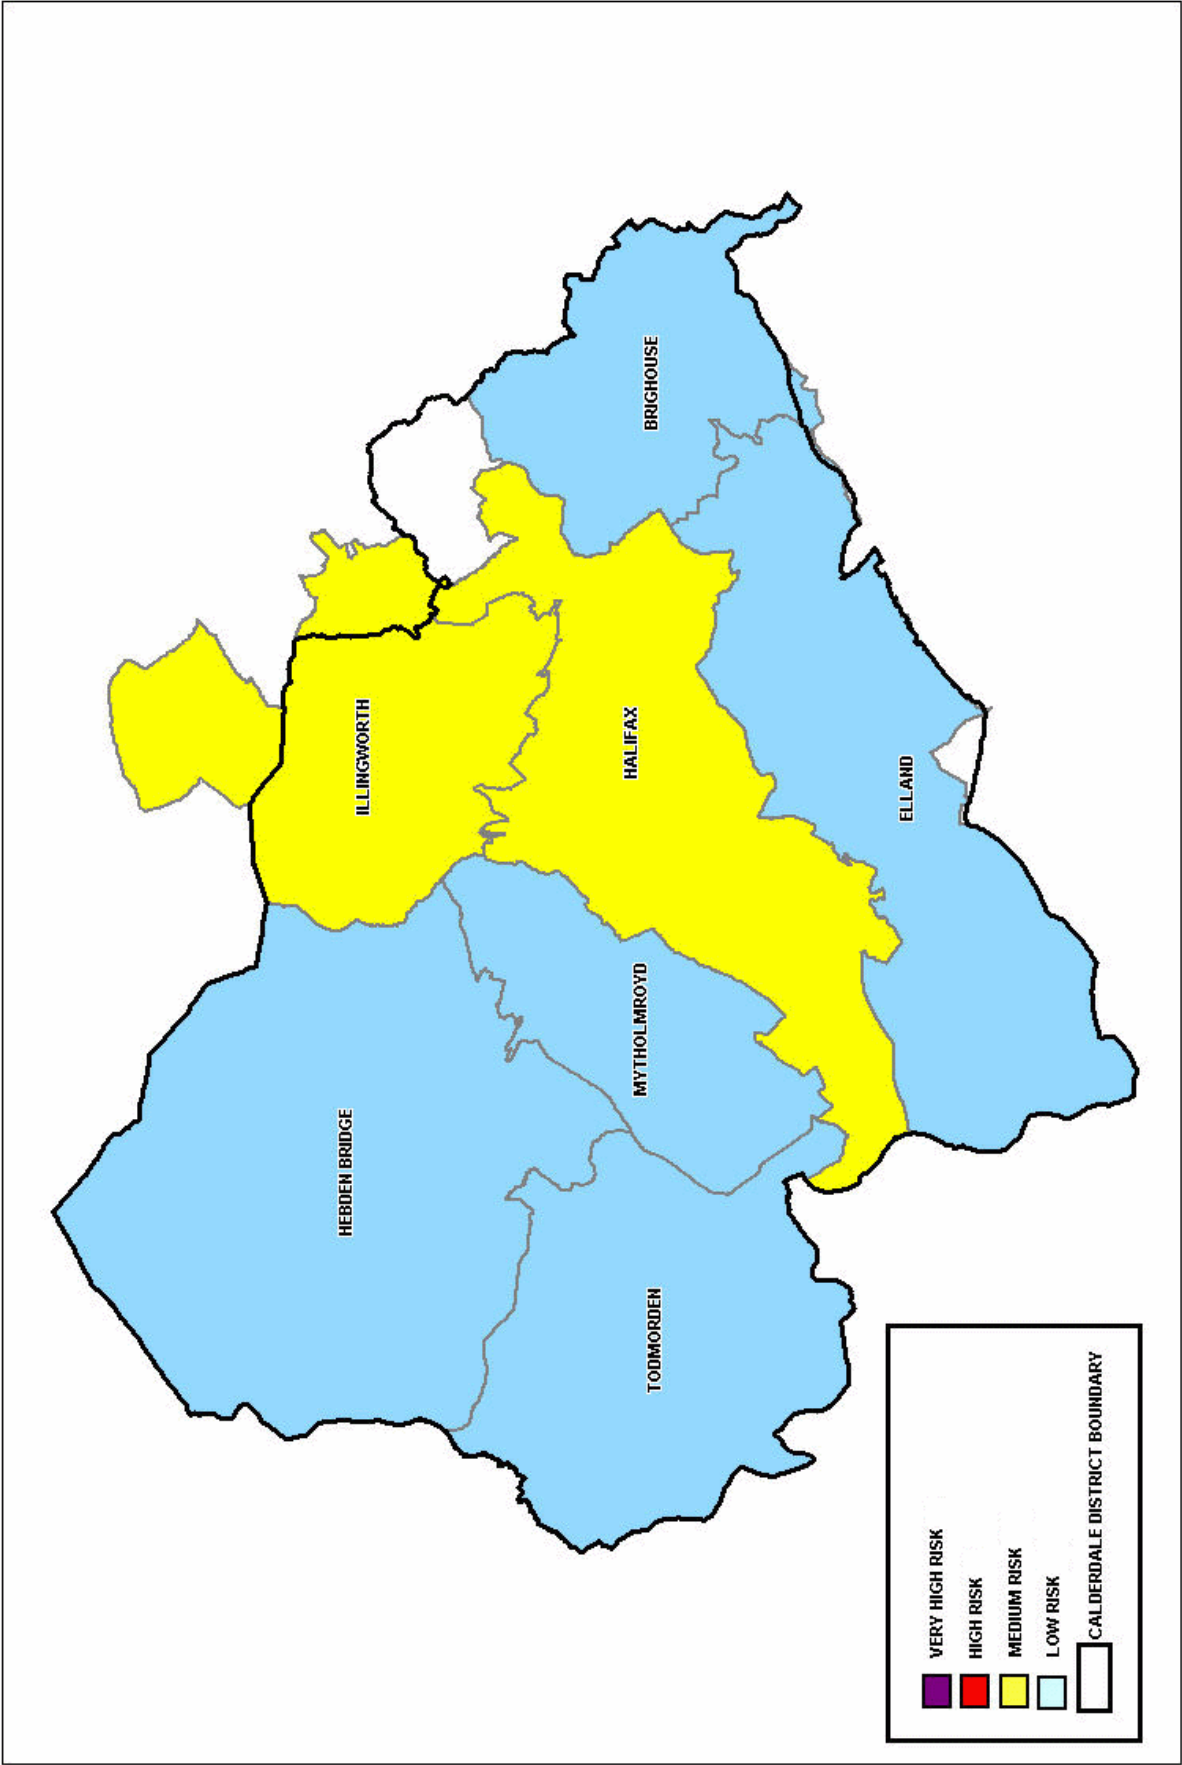 HEBDEN BRIDGE
ILLINGWORTH
TODMORDEN
MYTHOLMROYD
HALIFAX
BRIGHOUSE
ELLAND
VERY HIGH RISK
HIGH RISK
MEDIUM RISK
LOW RISK
CALDERDALE DISTRICT BOUNDARY